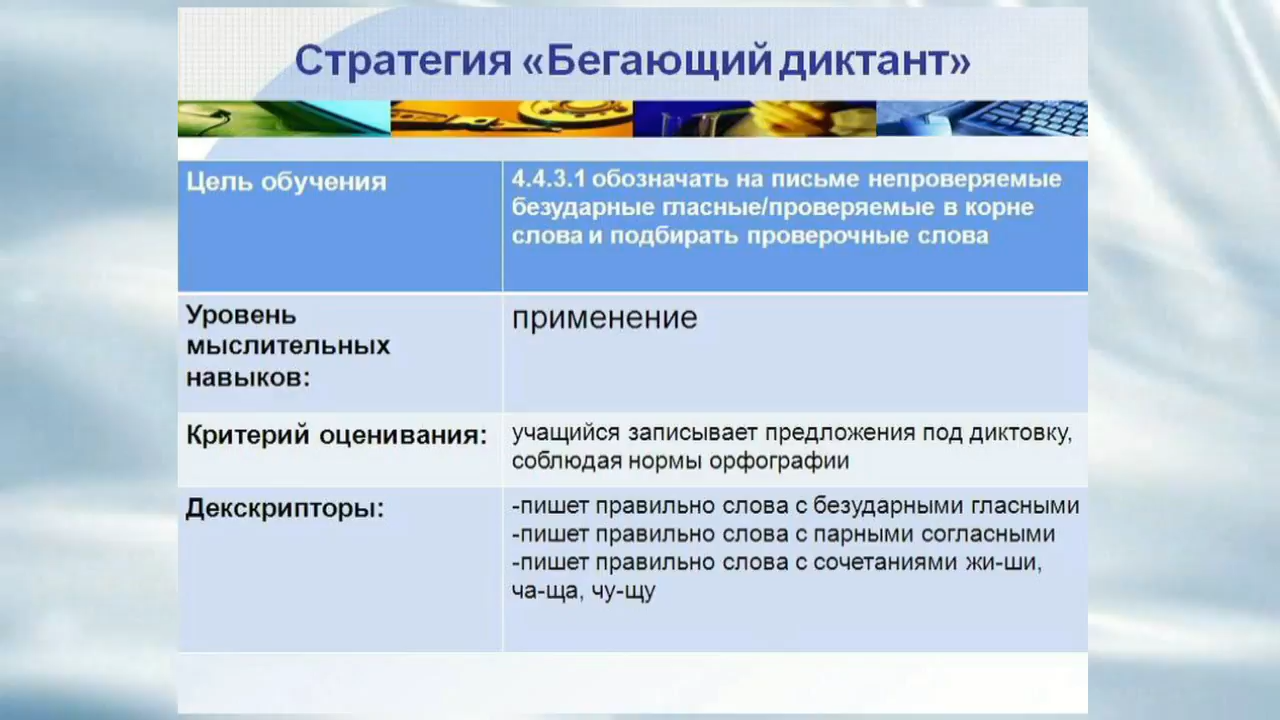 Стратегия «Бегающий диктант»
Цель обучения
4.4.3.1 обозначать на письме непроверяемые
безударные гласные/проверяемые в корне
слова и подбирать проверочные слова
Уровень
мыслительных
навыков:
применение
Критерий оценивания:
учащийся записывает предложения под диктовку,
соблюдая нормы орфографии
Декскрипторы:
-пишет правильно слова с безударными гласными
-пишет правильно слова с парными согласными
-пишет правильно слова с сочетаниями жи-ши,
ча-ща, чу-щу